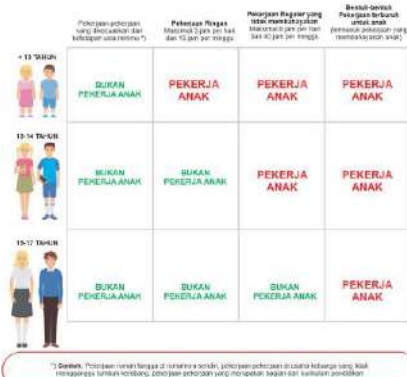 Pekerjaan-pekerjaan
yang dikecualikan dari
ketetapan usia minimum *)
Pekerjaan Ringan
Maksimal 3 jam per hari
dan 15 jam per minggu
Pekerjaan Reguler yang
tidak membahayakan
Maksimal 8 jam per hari
dan 40 jam per minggu
Bentuk-bentuk
Pekerjaan terburuk
untuk anak
(termasuk pekerjaan yang
membahayakan anak)
< 13 TAHUN
BUKAN
PEKERJA ANAK
PEKERJA
ANAK
PEKERJA
ANAK
PEKERJA
ANAK
13-14 TAHUN
BUKAN
PEKERJA ANAK
BUKAN
PEKERJA ANAK
PEKERJA
ANAK
PEKERJA
ANAK
15-17 TAHUN
BUKAN
PEKERJA ANAK
BUKAN
PEKERJA ANAK
BUKAN
PEKERJA ANAK
PEKERJA
ANAK
*) Contoh: Pekerjaan rumah tangga di rumahnya sendiri, pekerjaan-pekerjaan di usaha keluarga yang tidak
mengganggu tumbuh kembang, pekerjaan-pekerjaan yang merupakan bagian dari kurikulum pendidikan